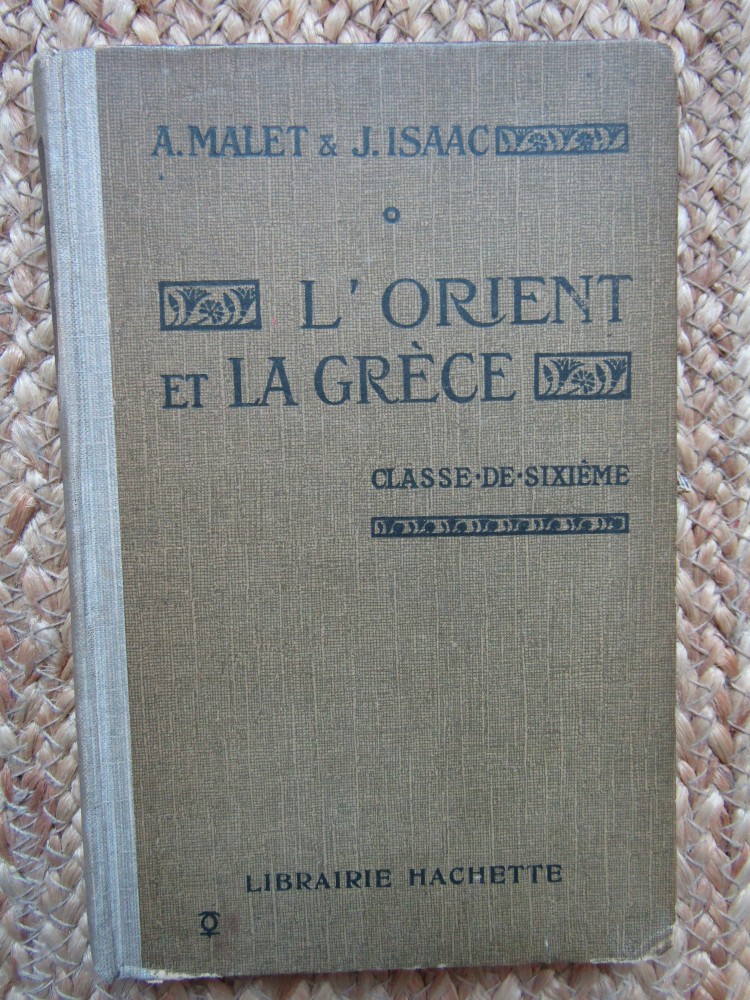 A. MALET & J. ISAAC
L'ORIENT
ET LA GRÈCE
CLASSE·DE·SIXIÈME
LIBRAIRIE HACHETTE